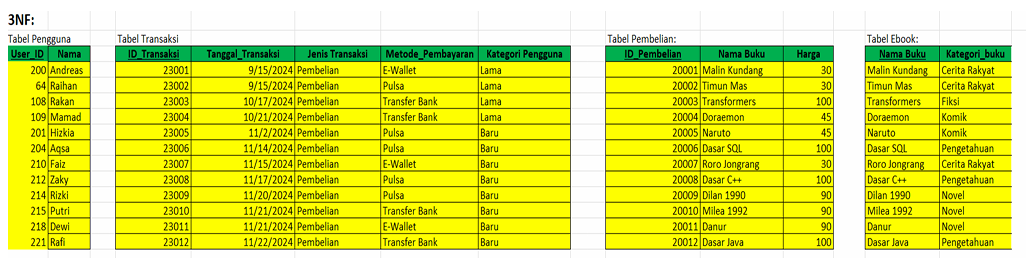 3NF:
Tabel Pengguna Tabel Transaksi Tabel Pembelian: Tabel Ebook:
User_ID Nama ID_Transaksi Tanggal_Transaksi Jenis Transaksi Metode_Pembayaran Kategori Pengguna ID_Pembelian Nama Buku Harga Nama Buku Kategori_buku
200 Andreas 23001 9/15/2024 Pembelian E-Wallet Lama 20001 Malin Kundang 30 Malin Kundang Cerita Rakyat
64 Raihan 23002 9/15/2024 Pembelian Pulsa Lama 20002 Timun Mas 30 Timun Mas Cerita Rakyat
108 Rakan 23003 10/17/2024 Pembelian Transfer Bank Lama 20003 Transformers 100 Transformers Fiksi
109 Mamad 23004 10/21/2024 Pembelian Transfer Bank Lama 20004 Doraemon 45 Doraemon Komik
201 Hizkia 23005 11/2/2024 Pembelian Pulsa Baru 20005 Naruto 45 Naruto Komik
204 Aqsa 23006 11/14/2024 Pembelian Pulsa Baru 20006 Dasar SQL 100 Dasar SQL Pengetahuan
210 Faiz 23007 11/15/2024 Pembelian E-Wallet Baru 20007 Roro Jongrang 30 Roro Jongrang Cerita Rakyat
212 Zaky 23008 11/17/2024 Pembelian Pulsa Baru 20008 Dasar C++ 100 Dasar C++ Pengetahuan
214 Rizki 23009 11/20/2024 Pembelian Pulsa Baru 20009 Dilan 1990 90 Dilan 1990 Novel
215 Putri 23010 11/21/2024 Pembelian Transfer Bank Baru 20010 Milea 1992 90 Milea 1992 Novel
218 Dewi 23011 11/21/2024 Pembelian E-Wallet Baru 20011 Danur 90 Danur Novel
221 Rafi 23012 11/22/2024 Pembelian Transfer Bank Baru 20012 Dasar Java 100 Dasar Java Pengetahuan